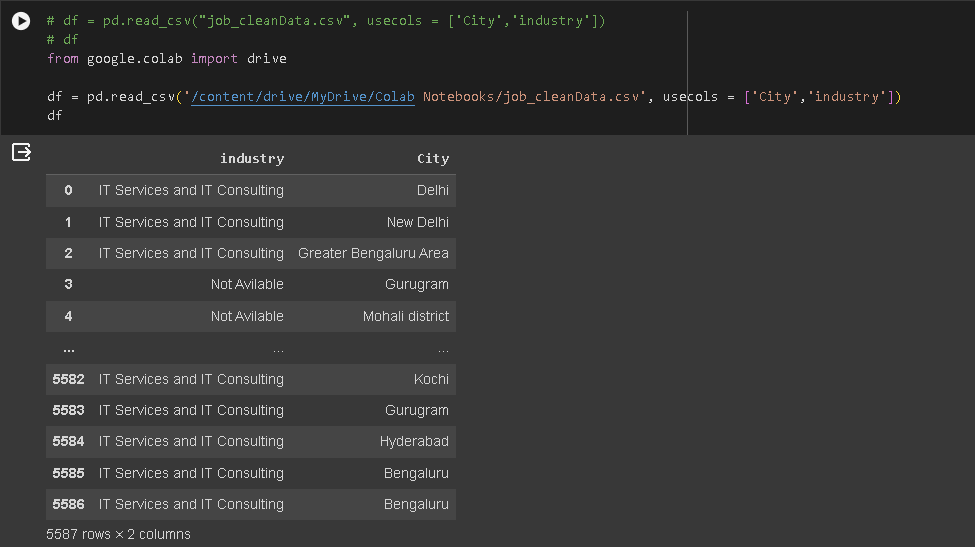 # df = pd.read_csv("job_cleanData.csv", usecols = ['City','industry'])
# df
from google.colab import drive
df = pd.read_csv('/content/drive/MyDrive/Colab Notebooks/job_cleanData.csv', usecols = ['City','industry'])
df
industry City
0 IT Services and IT Consulting Delhi
1 IT Services and IT Consulting New Delhi
2 IT Services and IT Consulting Greater Bengaluru Area
3 Not Avilable Gurugram
4 Not Avilable Mohali district
... ... ...
5582 IT Services and IT Consulting Kochi
5583 IT Services and IT Consulting Gurugram
5584 IT Services and IT Consulting Hyderabad
5585 IT Services and IT Consulting Bengaluru
5586 IT Services and IT Consulting Bengaluru
5587 rows × 2 columns